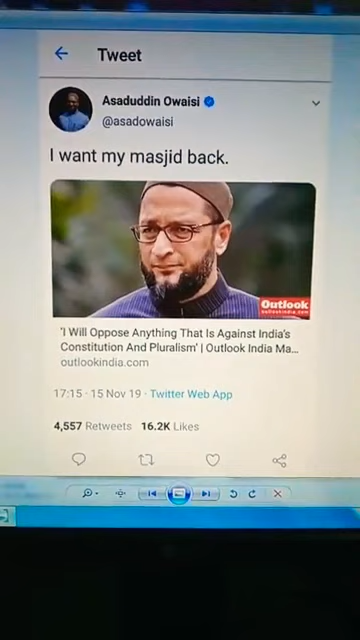 Tweet
Asaduddin Owaisi
@asadowaisi
I want my masjid back.
Outlook
outlookindia.com
'I Will Oppose Anything That Is Against India's
Constitution And Pluralism' | Outlook India Ma...
outlookindia.com
17:15 · 15 Nov 19 · Twitter Web App
4,557 Retweets 16.2K Likes